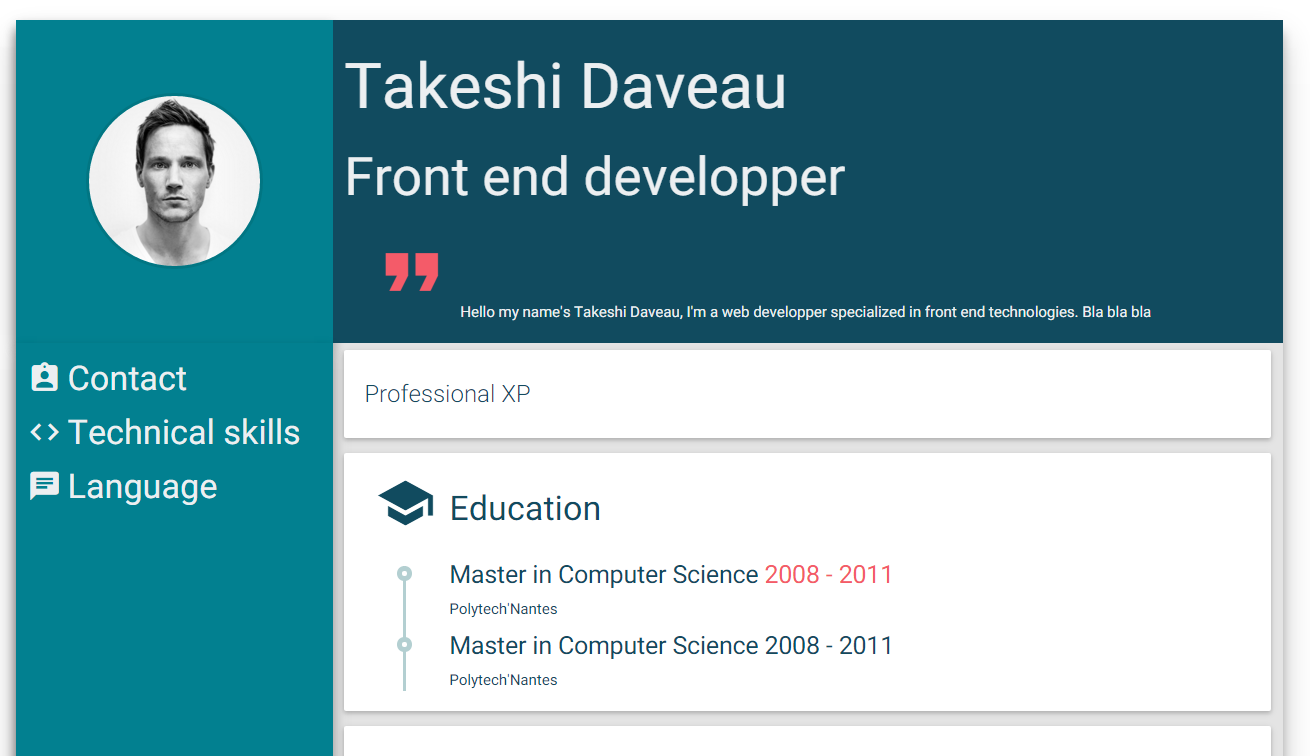 Takeshi Daveau
Front end developper
Hello my name's Takeshi Daveau, I'm a web developper specialized in front end technologies. Bla bla bla
Contact
Technical skills
Language
Professional XP
Education
Master in Computer Science 2008 - 2011
Polytech'Nantes
Master in Computer Science 2008 - 2011
Polytech'Nantes